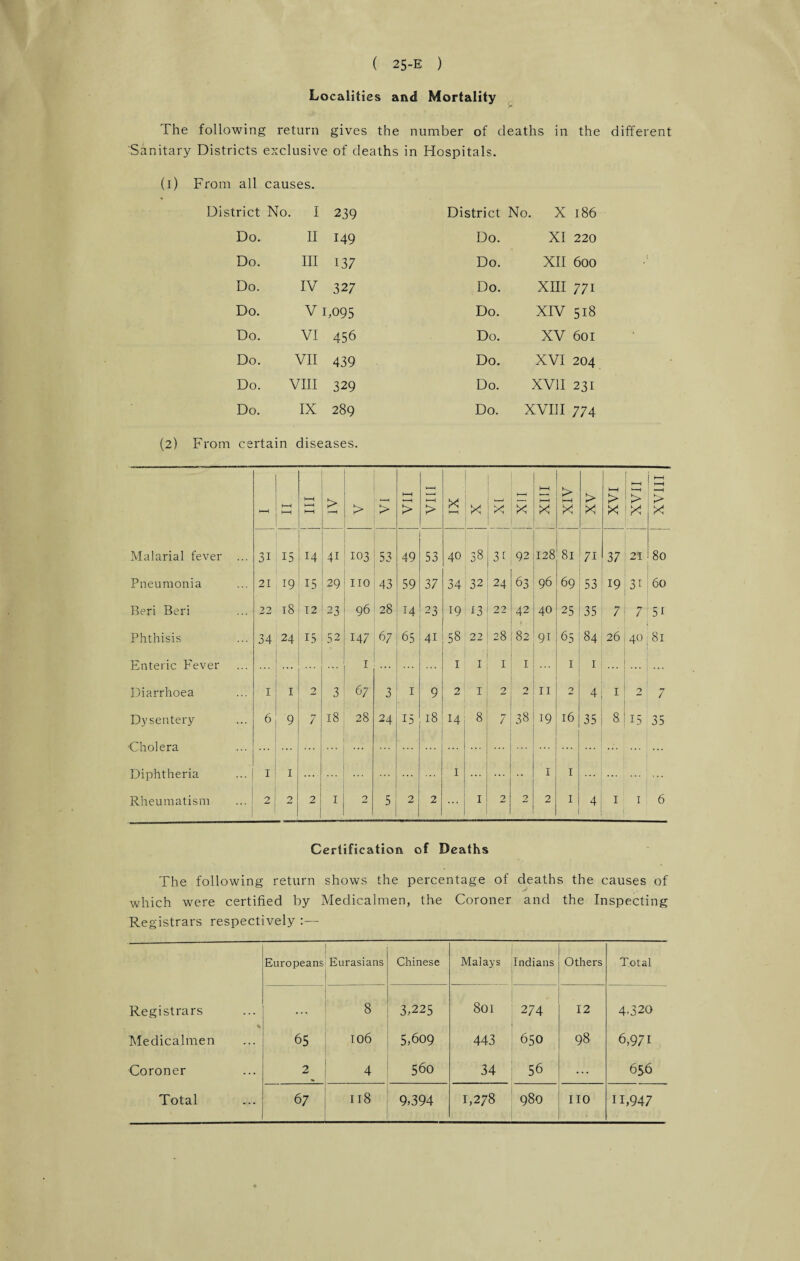 ( 25-E )
Localities and Mortality
The following return gives the number of deaths in the different
Sanitary Districts exclusive of deaths in Hospitals.
(1) From all causes.
District No. I 239 District No. X 186
Do. II 149 Do. XI 220
Do. III 137 Do. XII 600
Do. IV 327 Do. XIII 771
Do. V 1,095 Do. XIV 518
Do. VI 456 Do. XV 601
Do. VII 439 Do. XVI 204
Do. VIII 329 Do. XVII 231
Do. IX 289 Do. XVIII 774
(2) From certain diseases.
I II III IV V VI VII VIII IX X XI XII XIII XIV XV XVI XVII XVIII
Malarial fever ... 31 15 14 41 103 53 49 53 40 38 31 92 128 81 71 37 21 80
Pneumonia ... 21 19 15 29 110 43 59 37 34 32 24 63 96 69 53 19 31 60
Beri Beri ... 22 18 12 23 96 28 14 23 19 13 22 42 40 25 35 7 7 51
Phthisis ... 34 24 15 52 147 67 65 41 58 22 28 82 91 65 84 26 40 81
Enteric Fever ... ... ... ... ... 1 ... ... ... 1 1 1 1 ... 1 1 ... ... ...
Diarrhoea ... 1 1 2 3 67 3 1 9 2 1 2 2 11 2 4 1 2 7
Dysentery ... 6 9 7 18 28 24 15 18 14 8 7 38 19 16 35 8 15 35
Cholera ... ... ... ... ... ... ... ... ... ... ... ... ... ... ... ... ... ... ...
Diphtheria ... 1 1 ... ... ... ... ... ... 1 ... ... .. 1 1 ... ... ... ...
Rheumatism ... 2 2 2 1 2 5 2 2 ... 1 2 2 2 1 4 1 1 6
Certification of Deaths
The following return shows the percentage of deaths the causes of
which were certified by Medicalmen, the Coroner and the Inspecting
Registrars respectively :—
Europeans Eurasians Chinese Malays Indians Others Total
Registrars ... ... 8 3,225 801 274 12 4,320
Medicalmen ... 65 106 5,609 443 650 98 6,971
Coroner ... 2 4 560 34 56 ... 656
Total ... 67 118 9,394 1,278 980 110 11,947